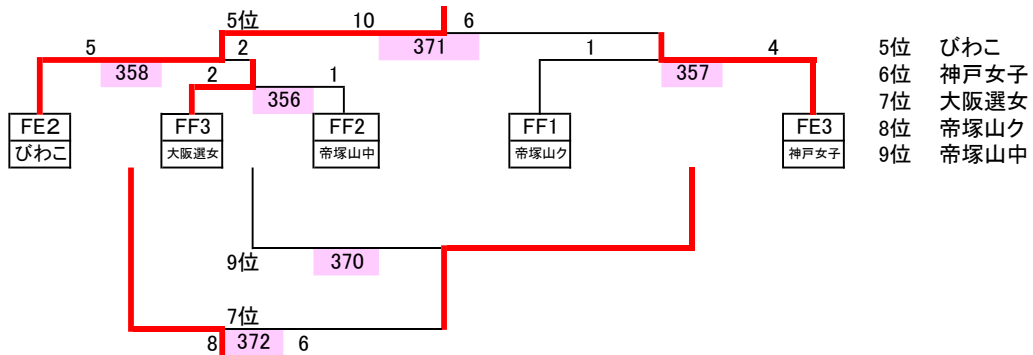 5位 10 6
371
5 2 1 4
358 2 1 357
356
FE2 FF3 FF2 FF1 FE3
びわこ 大阪選女 帝塚山中 帝塚山ク 神戸女子
9位 370
7位
8 372 6
5位 びわこ
6位 神戸女子
7位 大阪選女
8位 帝塚山ク
9位 帝塚山中